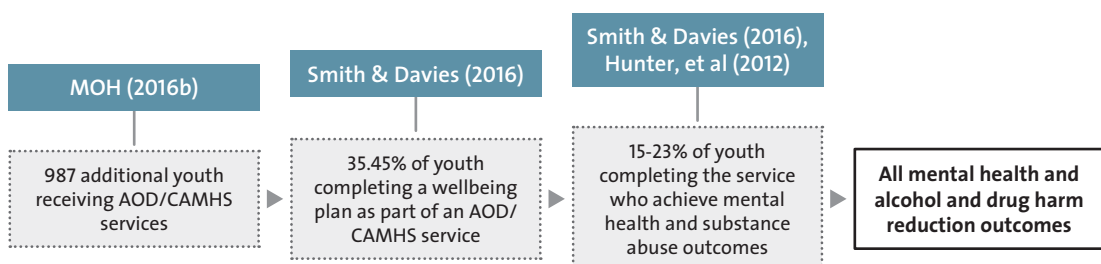 MOH (2016b)
987 additional youth
receiving AOD/CAMHS
services
Smith & Davies (2016)
35.45% of youth
completing a wellbeing
plan as part of an AOD/
CAMHS service
Smith & Davies (2016),
Hunter, et al (2012)
15-23% of youth
completing the service
who achieve mental
health and substance
abuse outcomes
All mental health and
alcohol and drug harm
reduction outcomes